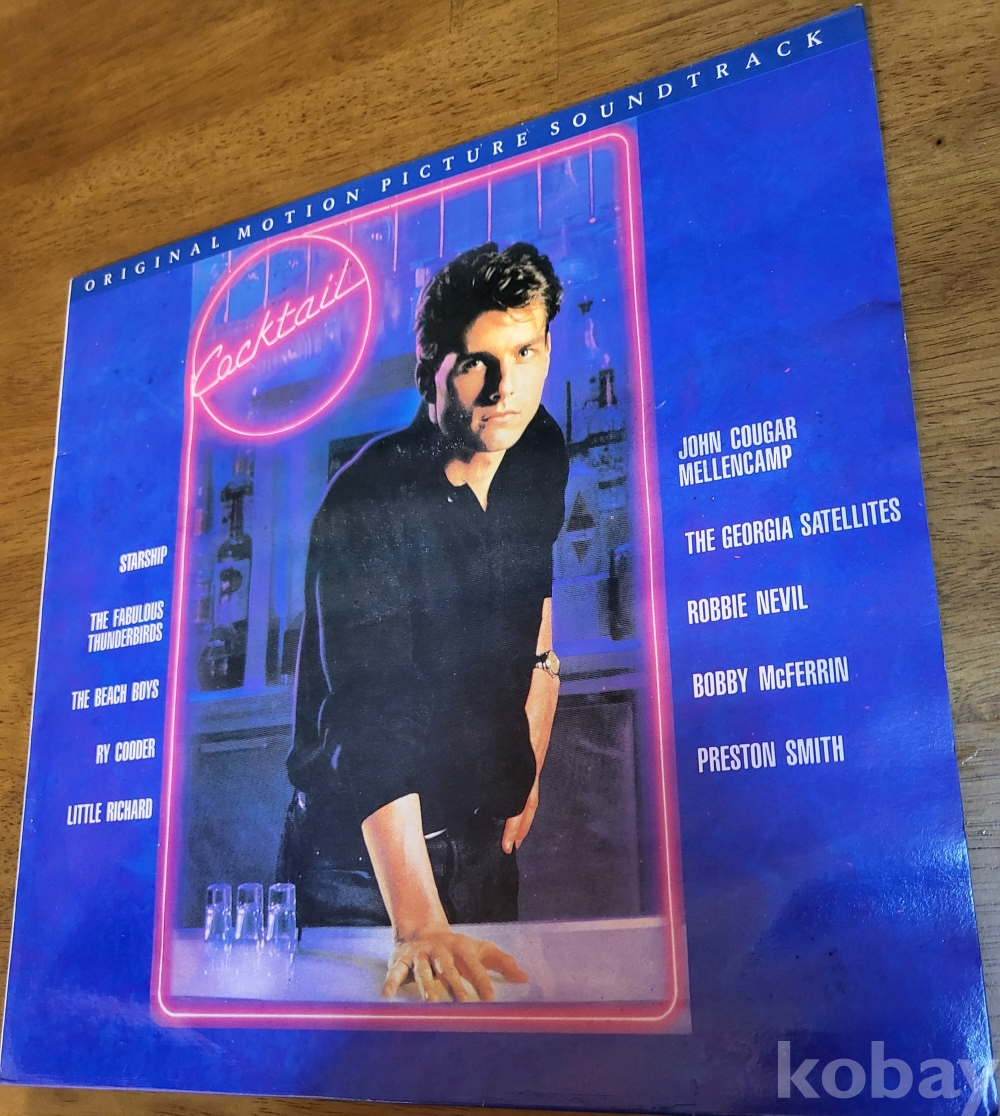 ORIGINAL MOTION PICTURE SOUNDTRACK
Cocktail
STARSHIP
THE FABULOUS
THUNDERBIRDS
THE BEACH BOYS
RY COODER
LITTLE RICHARD
JOHN COUGAR
MELLENCAMP
THE GEORGIA SATELLITES
ROBBIE NEVIL
BOBBY McFERRIN
PRESTON SMITH
kobay